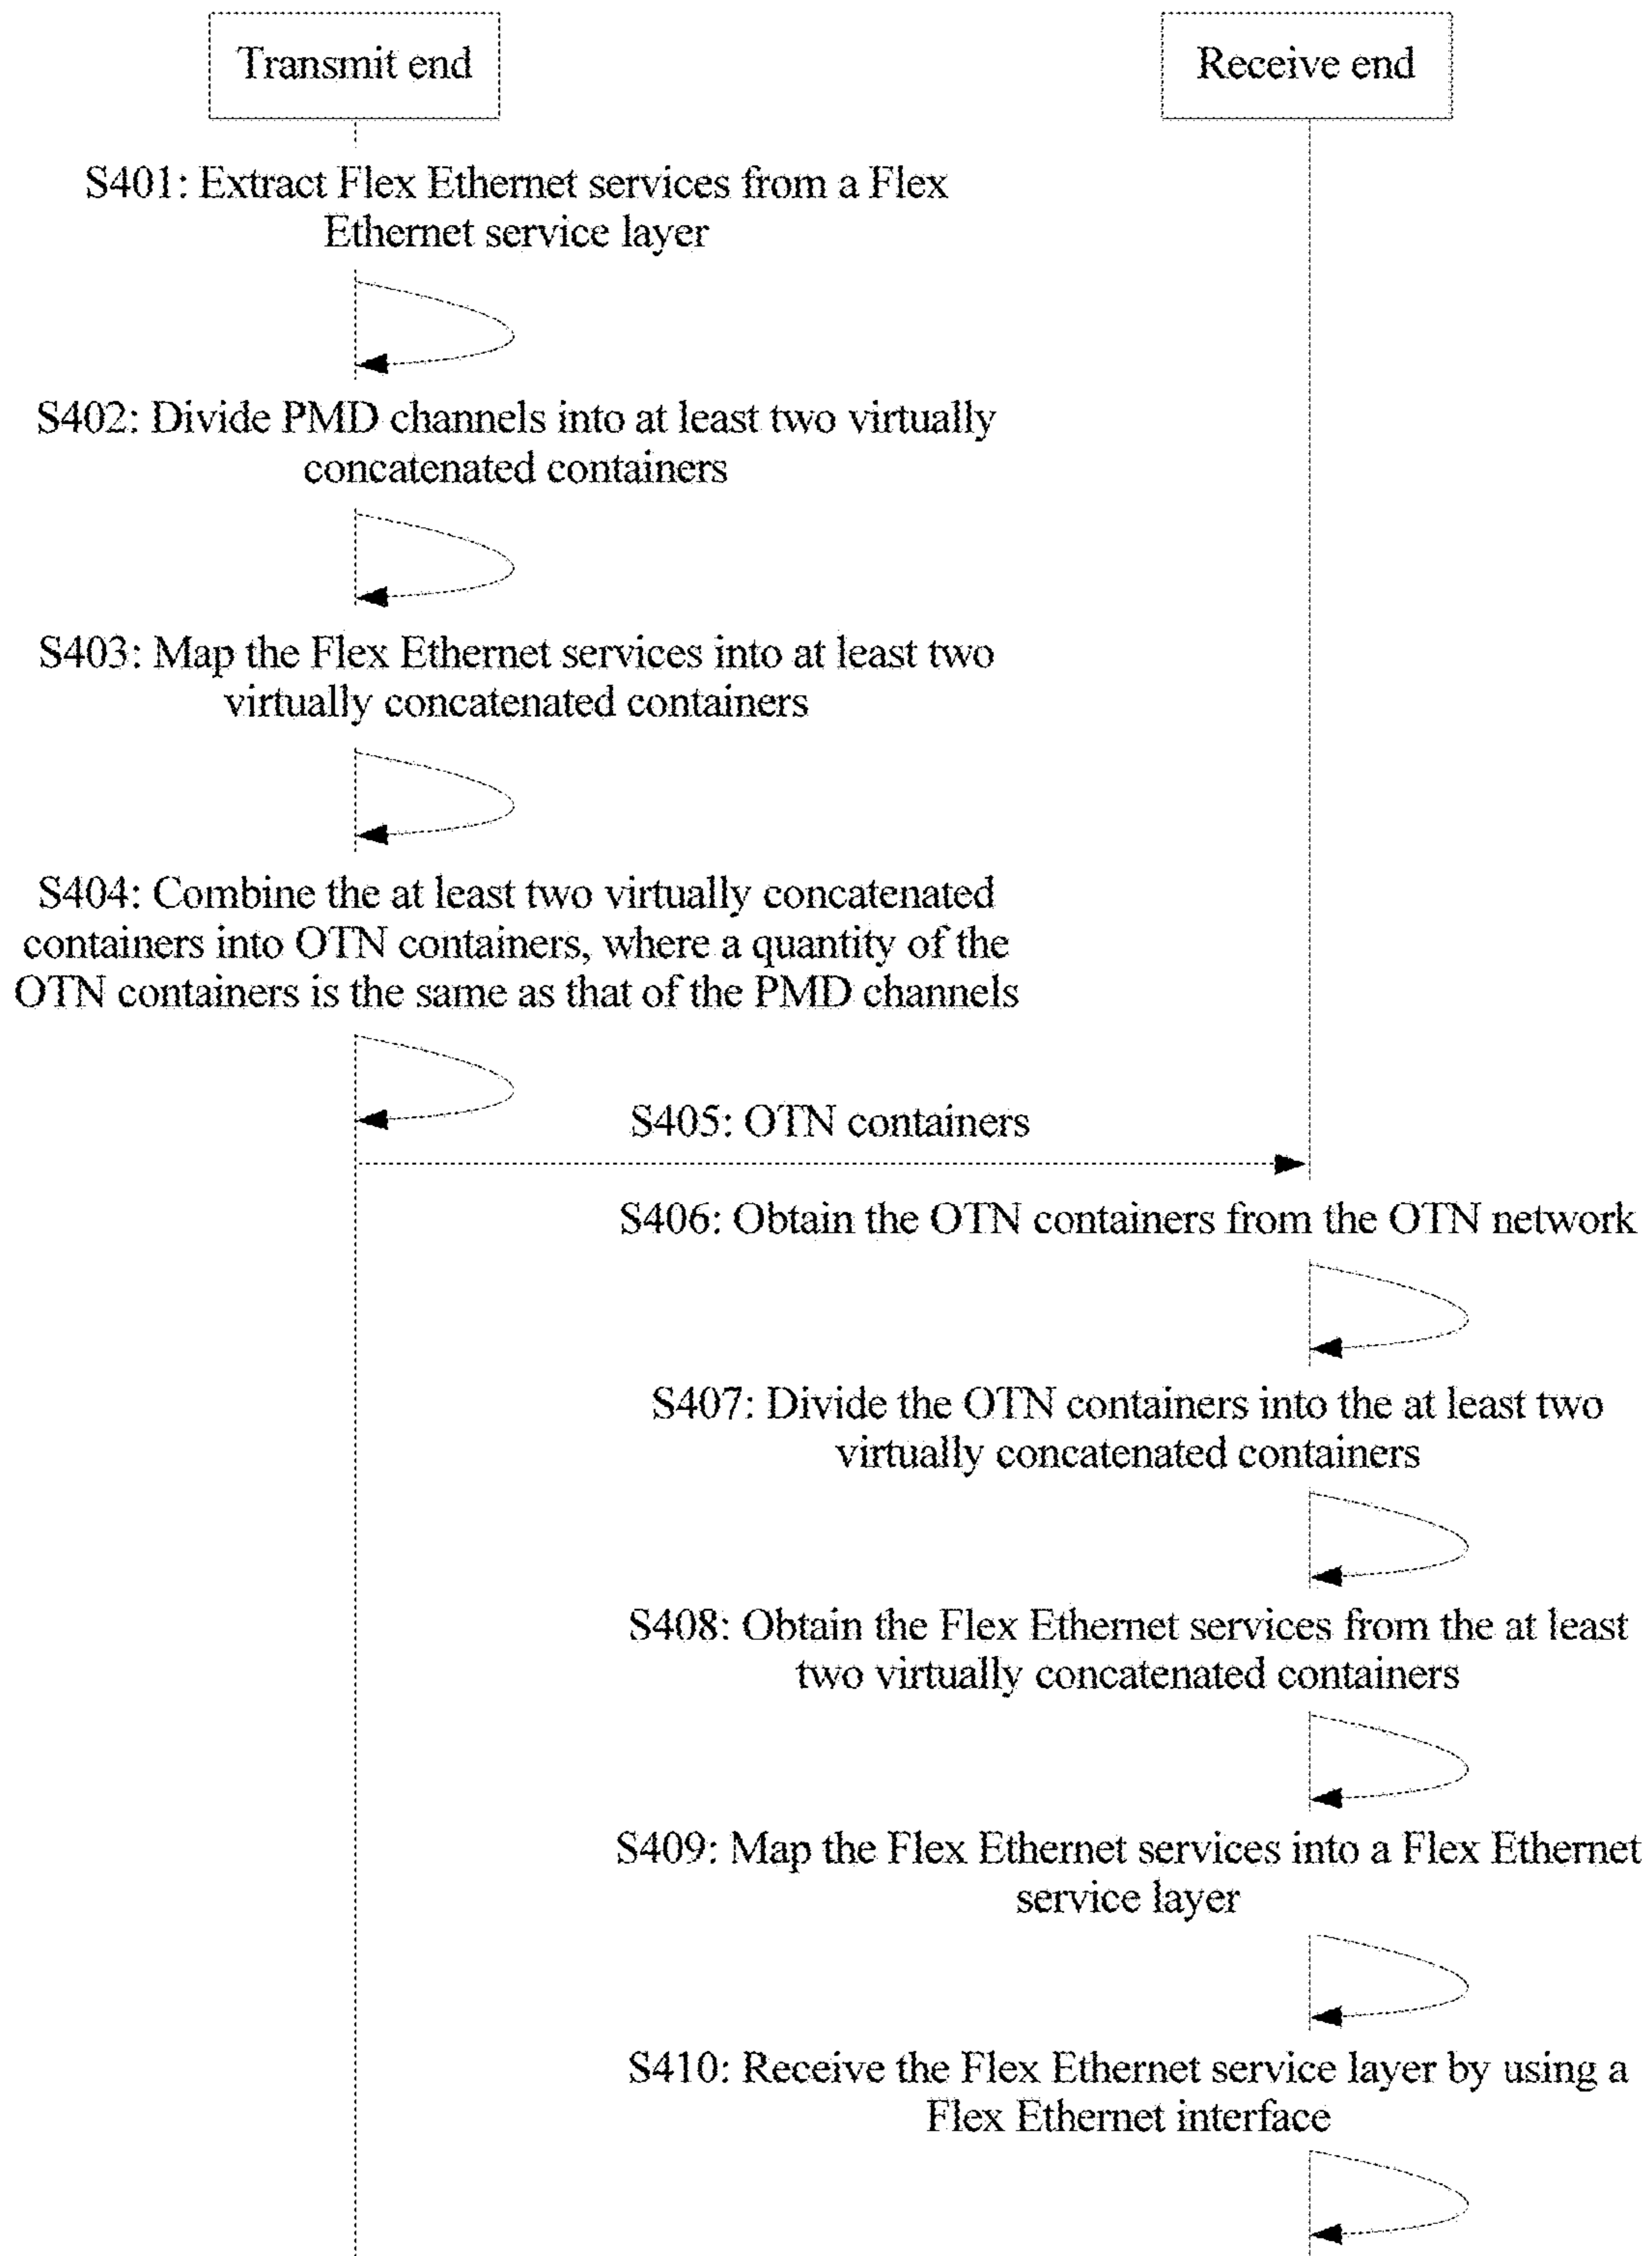 Transmit end
Receive end
S401: Extract Flex Ethernet services from a Flex
Ethernet service layer
S402: Divide PMD channels into at least two virtually
concatenated containers
S403: Map the Flex Ethernet services into at least two
virtually concatenated containers
S404: Combine the at least two virtually concatenated
containers into OTN containers, where a quantity of the
OTN containers is the same as that of the PMD channels
S405: OTN containers
S406: Obtain the OTN containers from the OTN network
S407: Divide the OTN containers into the at least two
virtually concatenated containers
S408: Obtain the Flex Ethernet services from the at least
two virtually concatenated containers
S409: Map the Flex Ethernet services into a Flex Ethernet
service layer
S410: Receive the Flex Ethernet service layer by using a
Flex Ethernet interface